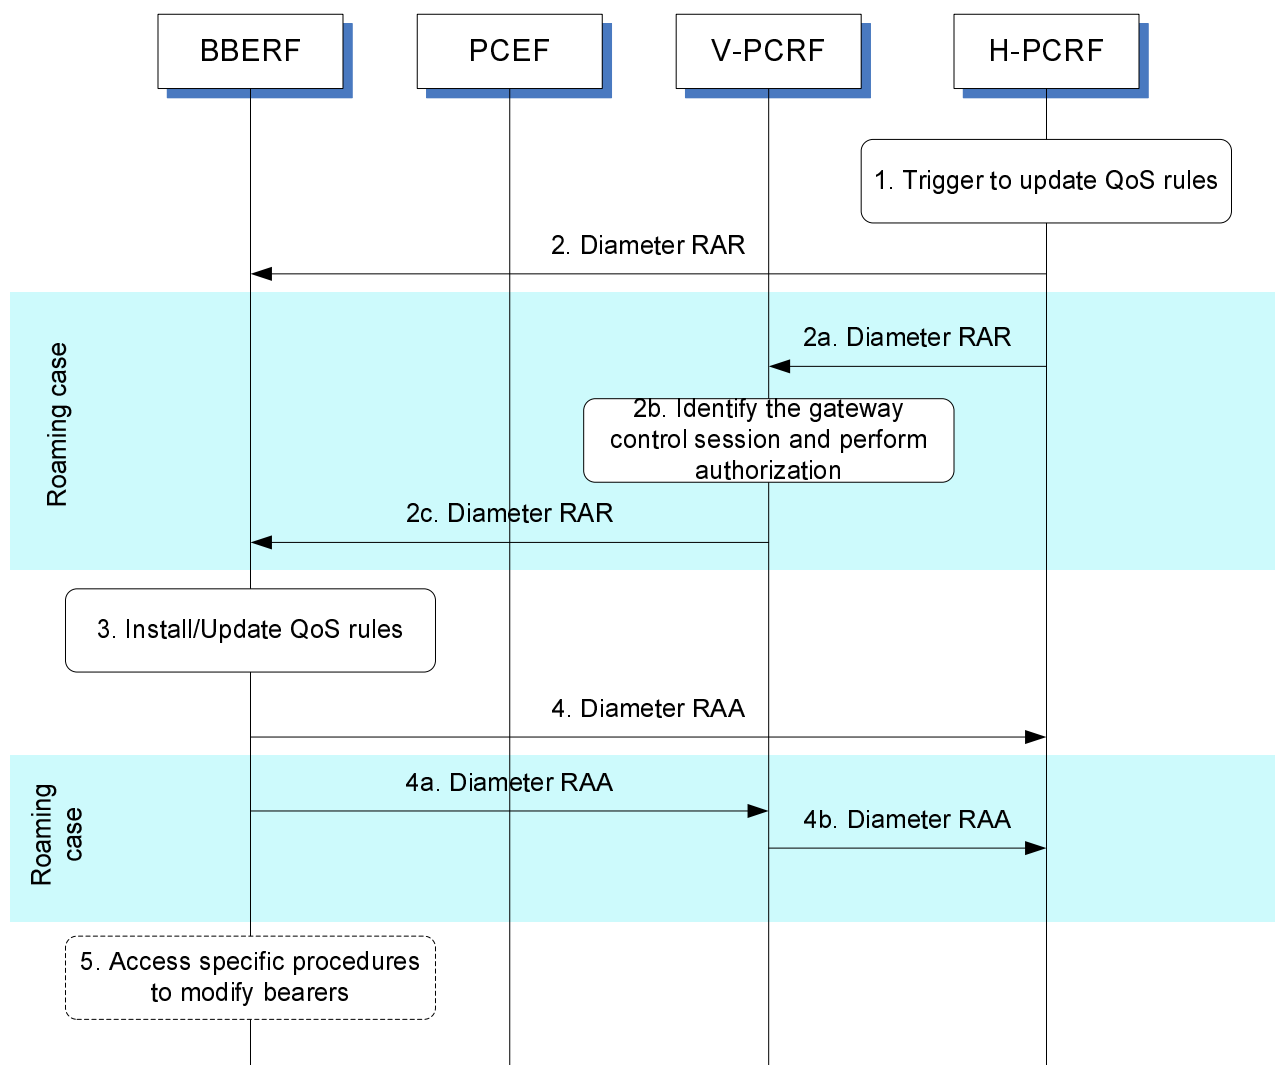 BBERF
PCEF
V-PCRF
H-PCRF
1. Trigger to update QoS rules
2. Diameter RAR
Roaming case
2a. Diameter RAR
2b. Identify the gateway
control session and perform
authorization
2c. Diameter RAR
3. Install/Update QoS rules
4. Diameter RAA
Roaming
case
4a. Diameter RAA
4b. Diameter RAA
5. Access specific procedures
to modify bearers